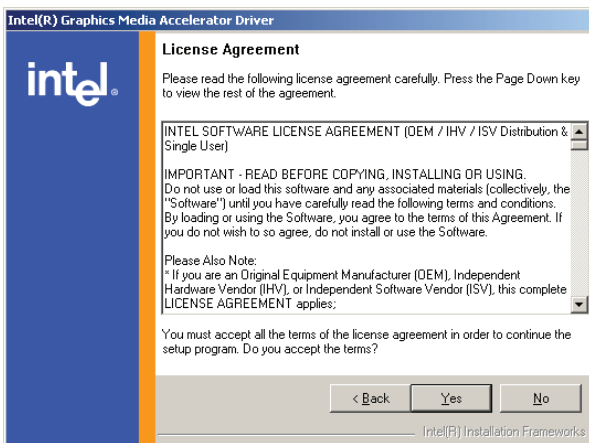 Intel(R) Graphics Media Accelerator Driver
intel®
License Agreement
Please read the following license agreement carefully. Press the Page Down key
to view the rest of the agreement.
INTEL SOFTWARE LICENSE AGREEMENT (OEM / IHV / ISV Distribution &
Single User)
IMPORTANT - READ BEFORE COPYING, INSTALLING OR USING.
Do not use or load this software and any associated materials (collectively, the
"Software") until you have carefully read the following terms and conditions.
By loading or using the Software, you agree to the terms of this Agreement. If
you do not wish to so agree, do not install or use the Software.
Please Also Note:
* If you are an Original Equipment Manufacturer (OEM), Independent
Hardware Vendor (IHV), or Independent Software Vendor (ISV), this complete
LICENSE AGREEMENT applies;
You must accept all the terms of the license agreement in order to continue the
setup program. Do you accept the terms?
< Back
Yes
No
Intel(R) Installation Frameworks